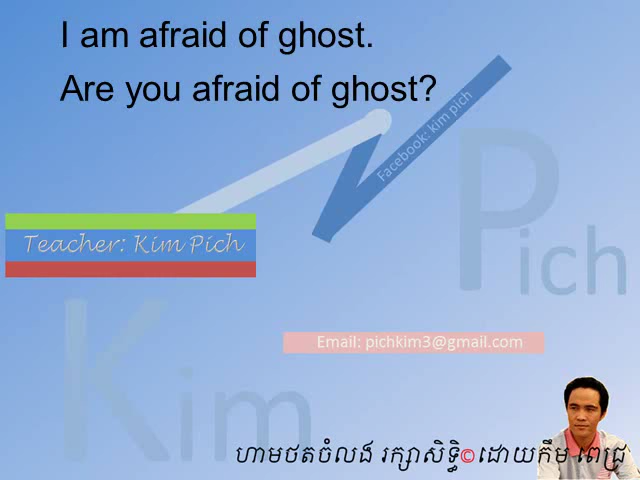 I am afraid of ghost.
Are you afraid of ghost?
Facebook: kim pich
Teacher: Kim Pich
Pich
Email: pichkim3@gmail.com
Kim
ហាមថតចំលង រក្សាសិទ្ធិ©ដោយកឹម ពេជ្រ